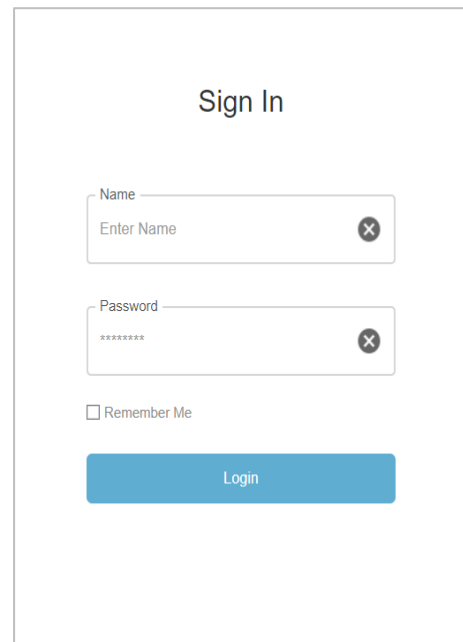 Sign In
Name
Enter Name
Password
********
Remember Me
Login